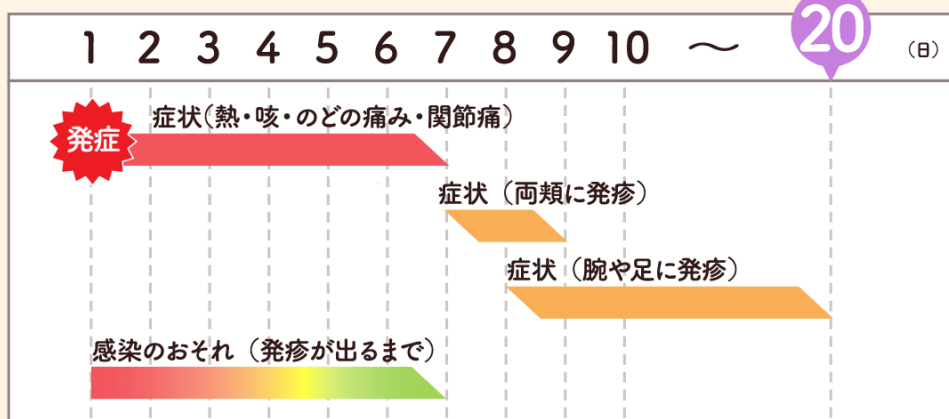 1 2 3 4 5 6 7 8 9 10 〜 20 （日）
発症
症状（熱・咳・のどの痛み・関節痛）
症状（両頬に発疹）
症状（腕や足に発疹）
感染のおそれ（発疹が出るまで）